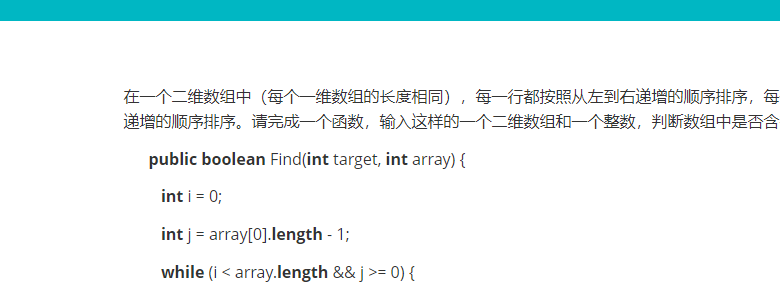 在一个二维数组中（每个一维数组的长度相同），每一行都按照从左到右递增的顺序排序，每
递增的顺序排序。请完成一个函数，输入这样的一个二维数组和一个整数，判断数组中是否含
public boolean Find(int target, int array) {
int i = 0;
int j = array[0].length - 1;
while (i < array.length && j >= 0) {